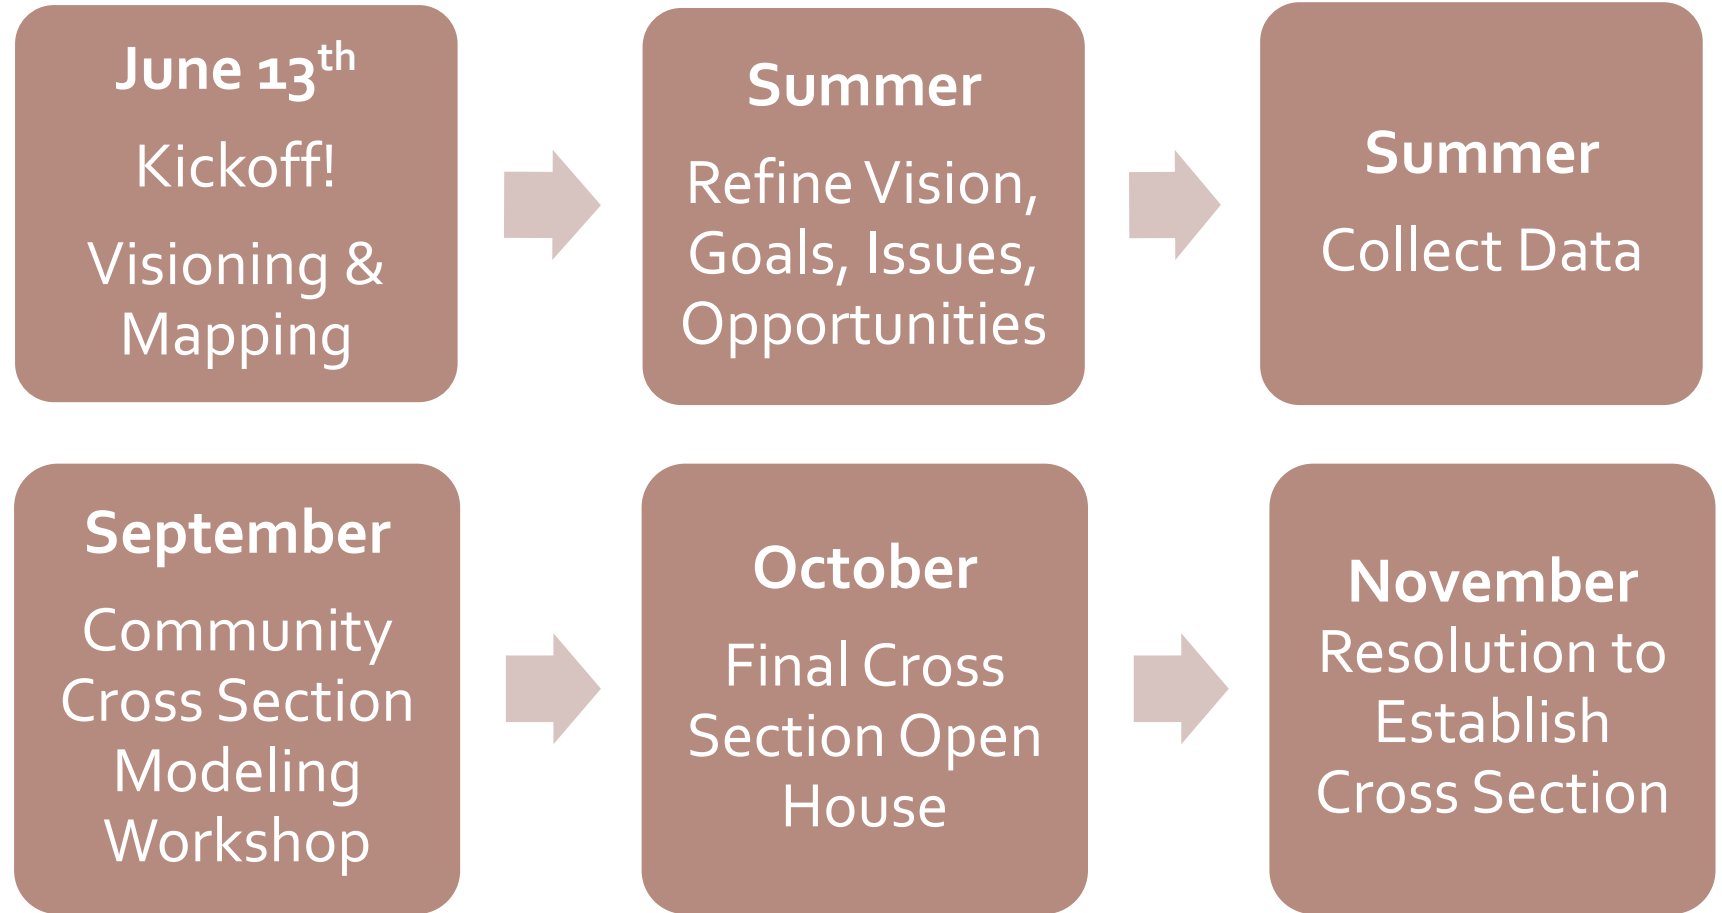 June 13th
Kickoff!
Visioning &
Mapping
Summer
Refine Vision,
Goals, Issues,
Opportunities
Summer
Collect Data
September
Community
Cross Section
Modeling
Workshop
October
Final Cross
Section Open
House
November
Resolution to
Establish
Cross Section